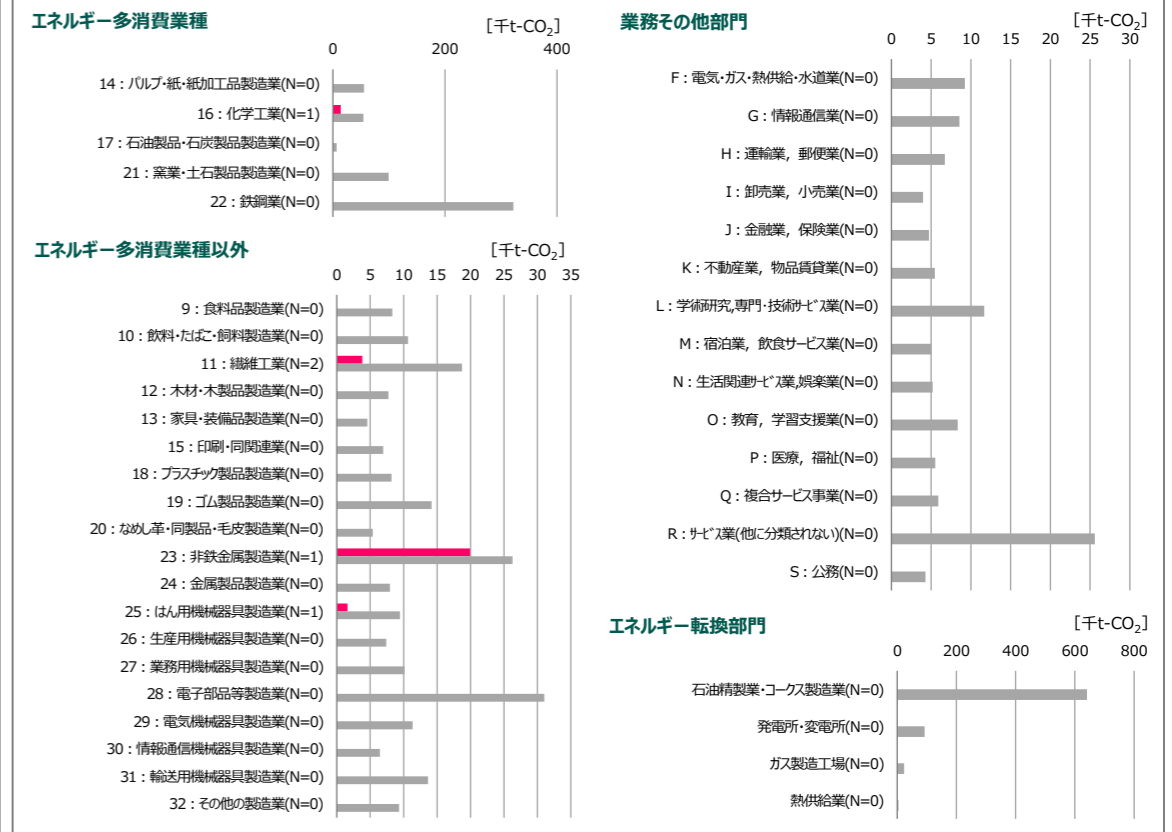 エネルギー多消費業種
[千t-CO2]
0 200 400
14：パルプ・紙・紙加工品製造業(N=0)
16：化学工業(N=1)
17：石油製品・石炭製品製造業(N=0)
21：窯業・土石製品製造業(N=0)
22：鉄鋼業(N=0)
エネルギー多消費業種以外
[千t-CO2]
0 5 10 15 20 25 30 35
9：食料品製造業(N=0)
10：飲料・たばこ・飼料製造業(N=0)
11：繊維工業(N=2)
12：木材・木製品製造業(N=0)
13：家具・装備品製造業(N=0)
15：印刷・同関連業(N=0)
18：プラスチック製品製造業(N=0)
19：ゴム製品製造業(N=0)
20：なめし革・同製品・毛皮製造業(N=0)
23：非鉄金属製造業(N=1)
24：金属製品製造業(N=0)
25：はん用機械器具製造業(N=1)
26：生産用機械器具製造業(N=0)
27：業務用機械器具製造業(N=0)
28：電子部品等製造業(N=0)
29：電気機械器具製造業(N=0)
30：情報通信機械器具製造業(N=0)
31：輸送用機械器具製造業(N=0)
32：その他の製造業(N=0)
業務その他部門
[千t-CO2]
0 5 10 15 20 25 30
F：電気・ガス・熱供給・水道業(N=0)
G：情報通信業(N=0)
H：運輸業，郵便業(N=0)
I：卸売業，小売業(N=0)
J：金融業，保険業(N=0)
K：不動産業，物品賃貸業(N=0)
L：学術研究,専門・技術ｻｰﾋﾞｽ業(N=0)
M：宿泊業，飲食サービス業(N=0)
N：生活関連ｻｰﾋﾞｽ業,娯楽業(N=0)
O：教育，学習支援業(N=0)
P：医療，福祉(N=0)
Q：複合サービス事業(N=0)
R：ｻｰﾋﾞｽ業(他に分類されない)(N=0)
S：公務(N=0)
エネルギー転換部門
[千t-CO2]
0 200 400 600 800
石油精製業・コークス製造業(N=0)
発電所・変電所(N=0)
ガス製造工場(N=0)
熱供給業(N=0)